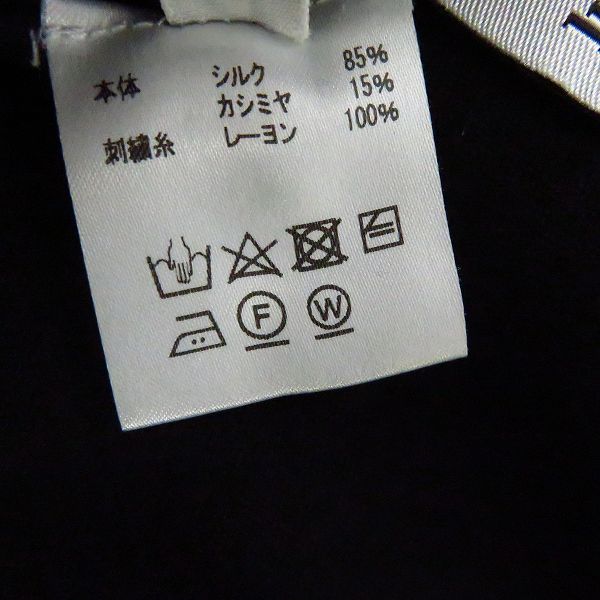 本体 シルク 85%
カシミヤ 15%
刺繍糸 レーヨン 100%
F W